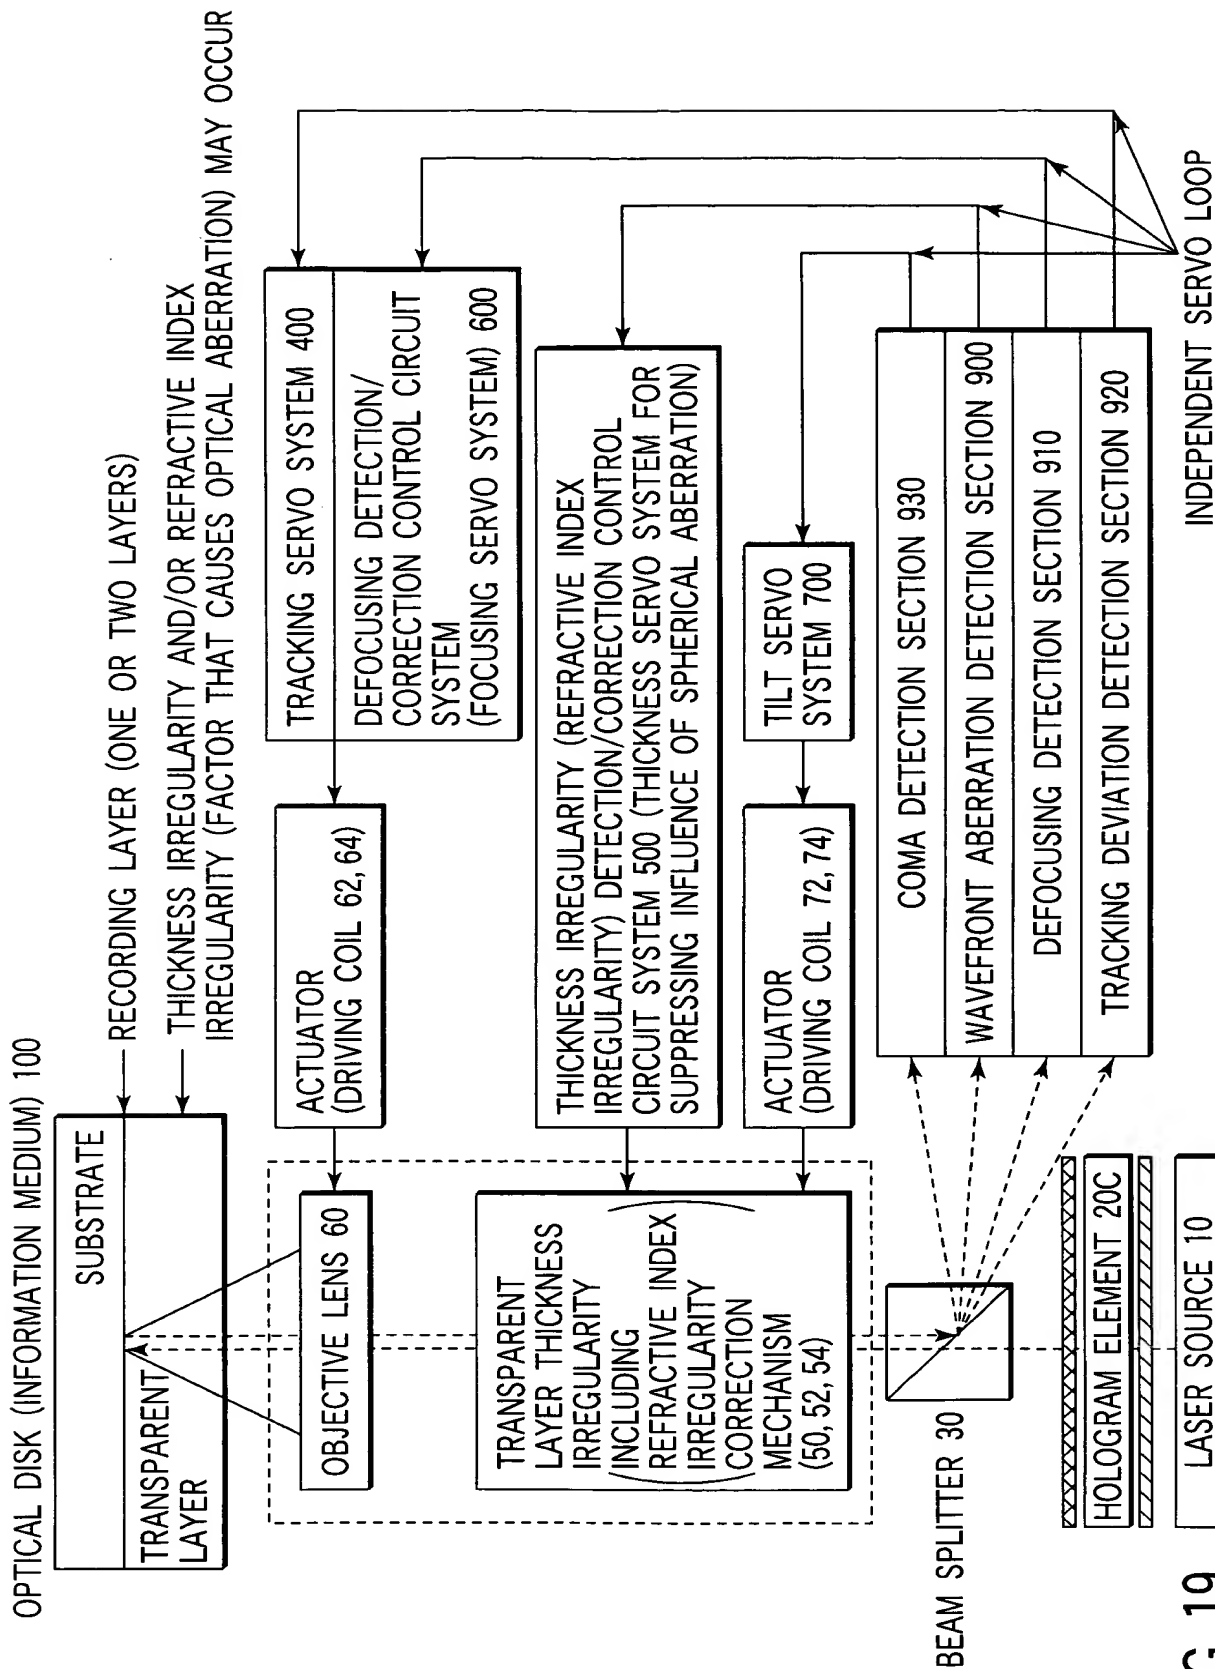 OPTICAL DISK (INFORMATION MEDIUM) 100
SUBSTRATE
TRANSPARENT
LAYER
RECORDING LAYER (ONE OR TWO LAYERS)
THICKNESS IRREGULARITY AND/OR REFRACTIVE INDEX
IRREGULARITY (FACTOR THAT CAUSES OPTICAL ABERRATION) MAY OCCUR
OBJECTIVE LENS 60
ACTUATOR
(DRIVING COIL 62, 64)
TRACKING SERVO SYSTEM 400
DEFOCUSING DETECTION/
CORRECTION CONTROL CIRCUIT
SYSTEM
(FOCUSING SERVO SYSTEM) 600
TRANSPARENT
LAYER THICKNESS
IRREGULARITY
(INCLUDING
REFRACTIVE INDEX
IRREGULARITY)
CORRECTION
MECHANISM
(50, 52, 54)
THICKNESS IRREGULARITY (REFRACTIVE INDEX
IRREGULARITY) DETECTION/CORRECTION CONTROL
CIRCUIT SYSTEM 500 (THICKNESS SERVO SYSTEM FOR
SUPPRESSING INFLUENCE OF SPHERICAL ABERRATION)
ACTUATOR
(DRIVING COIL 72, 74)
TILT SERVO
SYSTEM 700
BEAM SPLITTER 30
COMA DETECTION SECTION 930
WAVEFRONT ABERRATION DETECTION SECTION 900
DEFOCUSING DETECTION SECTION 910
TRACKING DEVIATION DETECTION SECTION 920
HOLOGRAM ELEMENT 20C
LASER SOURCE 10
INDEPENDENT SERVO LOOP
G. 19